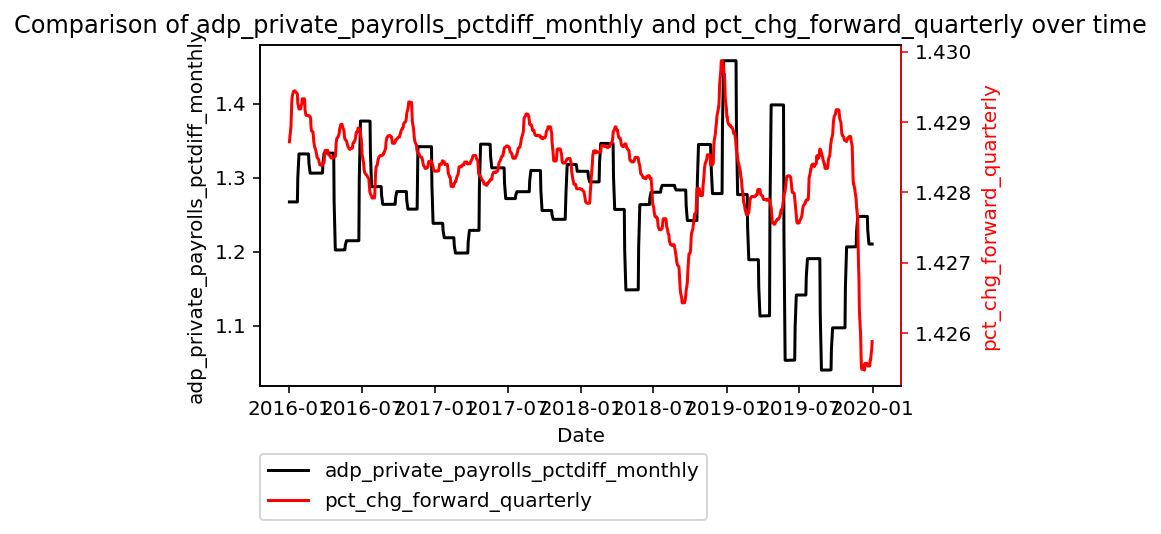 Comparison of adp_private_payrolls_pctdiff_monthly and pct_chg_forward_quarterly over time
adp_private_payrolls_pctdiff_monthly
1.4
1.3
1.2
1.1
1.430
1.429
1.428
1.427
1.426
pct_chg_forward_quarterly
2016-01 2016-07 2017-01 2017-07 2018-01 2018-07 2019-01 2019-07 2020-01
Date
adp_private_payrolls_pctdiff_monthly
pct_chg_forward_quarterly